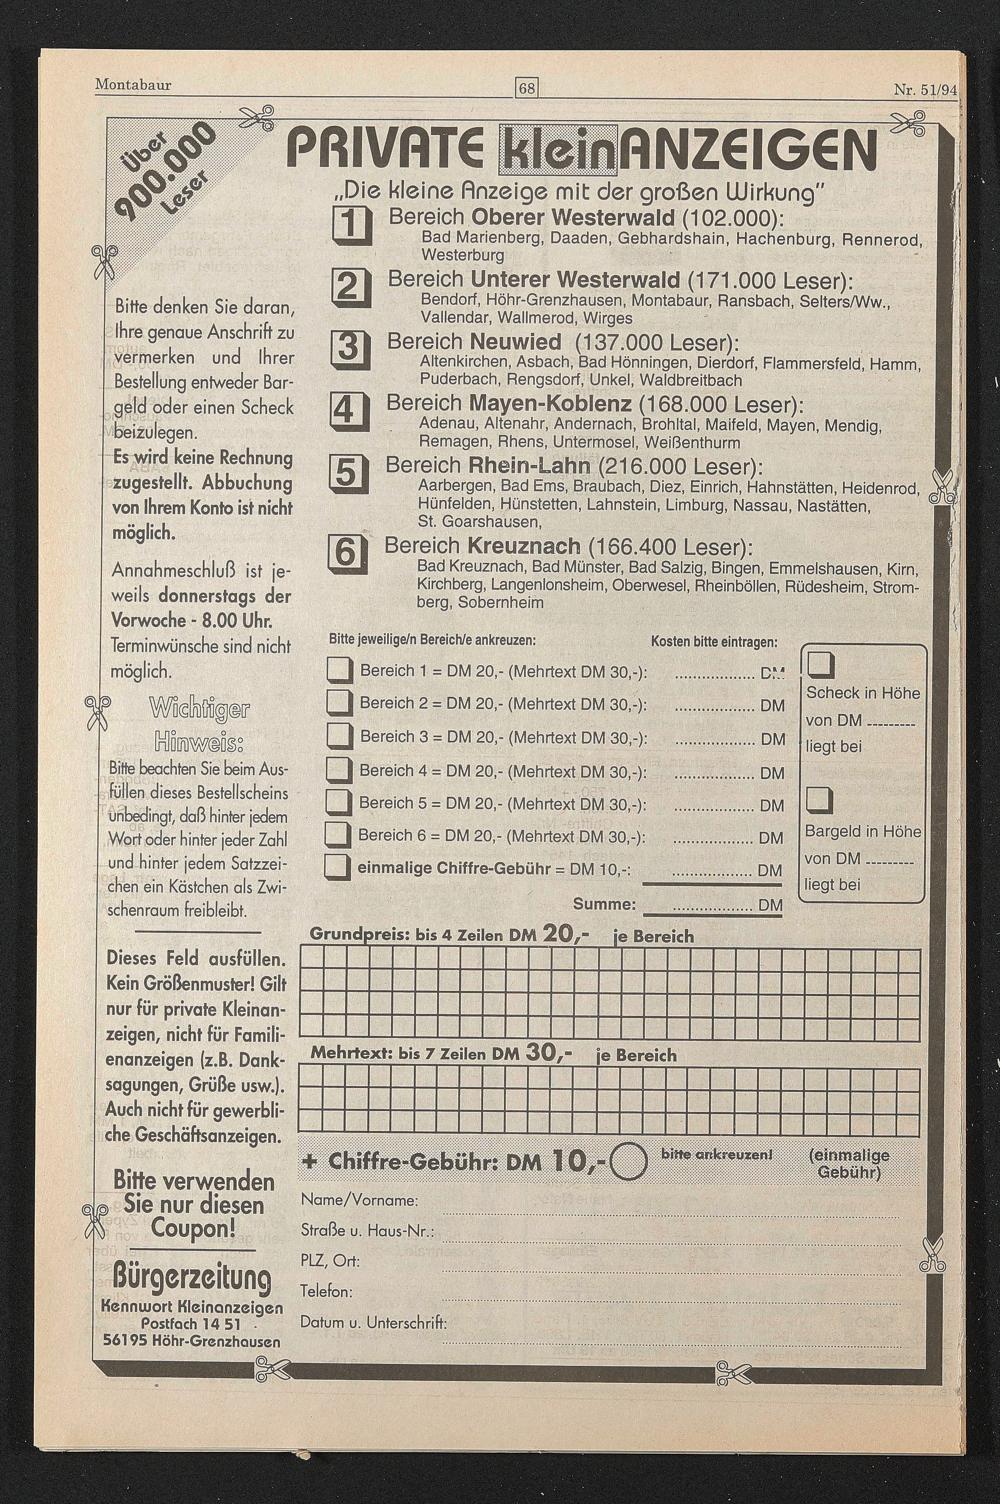 Montabaur
68
Nr. 51/94
Über
900.000
Leser
PRIVATE kleinANZEIGEN
„Die kleine Anzeige mit der großen Wirkung"
1 Bereich Oberer Westerwald (102.000):
Bad Marienberg, Daaden, Gebhardshain, Hachenburg, Rennerod,
Westerburg
2 Bereich Unterer Westerwald (171.000 Leser):
Bendorf, Höhr-Grenzhausen, Montabaur, Ransbach, Selters/Ww.,
Vallendar, Wallmerod, Wirges
3 Bereich Neuwied (137.000 Leser):
Altenkirchen, Asbach, Bad Hönningen, Dierdorf, Flammersfeld, Hamm,
Puderbach, Rengsdorf, Unkel, Waldbreitbach
4 Bereich Mayen-Koblenz (168.000 Leser):
Adenau, Altenahr, Andernach, Brohltal, Maifeld, Mayen, Mendig,
Remagen, Rhens, Untermosel, Weißenthurm
5 Bereich Rhein-Lahn (216.000 Leser):
Aarbergen, Bad Ems, Braubach, Diez, Einrich, Hahnstätten, Heidenrod,
Hünfelden, Hünstetten, Lahnstein, Limburg, Nassau, Nastätten,
St. Goarshausen,
6 Bereich Kreuznach (166.400 Leser):
Bad Kreuznach, Bad Münster, Bad Salzig, Bingen, Emmelshausen, Kirn,
Kirchberg, Langenlonsheim, Oberwesel, Rheinböllen, Rüdesheim, Strom-
berg, Sobernheim
Bitte denken Sie daran,
Ihre genaue Anschrift zu
vermerken und Ihrer
Bestellung entweder Bar-
geld oder einen Scheck
beizulegen.
Es wird keine Rechnung
zugestellt. Abbuchung
von Ihrem Konto ist nicht
möglich.
Annahmeschluß ist je-
weils donnerstags der
Vorwoche - 8.00 Uhr.
Terminwünsche sind nicht
möglich.
Wichtiger
Hinweis:
Bitte beachten Sie beim Aus-
füllen dieses Bestellscheins
unbedingt, daß hinter jedem
Wort oder hinter jeder Zahl
und hinter jedem Satzzei-
chen ein Kästchen als Zwi-
schenraum freibleibt.
Dieses Feld ausfüllen.
Kein Größenmuster! Gilt
nur für private Kleinan-
zeigen, nicht für Famili-
enanzeigen (z.B. Dank-
sagungen, Grüße usw.).
Auch nicht für gewerbli-
che Geschäftsanzeigen.
Bitte verwenden
Sie nur diesen
Coupon!
Bürgerzeitung
Kennwort Kleinanzeigen
Postfach 14 51
56195 Höhr-Grenzhausen
Bitte jeweilige/n Bereich/e ankreuzen: Kosten bitte eintragen:
Bereich 1 = DM 20,- (Mehrtext DM 30,-): .................. DM
Bereich 2 = DM 20,- (Mehrtext DM 30,-): .................. DM
Bereich 3 = DM 20,- (Mehrtext DM 30,-): .................. DM
Bereich 4 = DM 20,- (Mehrtext DM 30,-): .................. DM
Bereich 5 = DM 20,- (Mehrtext DM 30,-): .................. DM
Bereich 6 = DM 20,- (Mehrtext DM 30,-): .................. DM
einmalige Chiffre-Gebühr = DM 10,-: .................. DM
Summe: .................. DM
Scheck in Höhe
von DM ---------
liegt bei
Bargeld in Höhe
von DM ---------
liegt bei
Grundpreis: bis 4 Zeilen DM 20,- je Bereich
Mehrtext: bis 7 Zeilen DM 30,- je Bereich
+ Chiffre-Gebühr: DM 10,- bitte ankreuzen! (einmalige
Gebühr)
Name/Vorname:
Straße u. Haus-Nr.:
PLZ, Ort:
Telefon:
Datum u. Unterschrift: